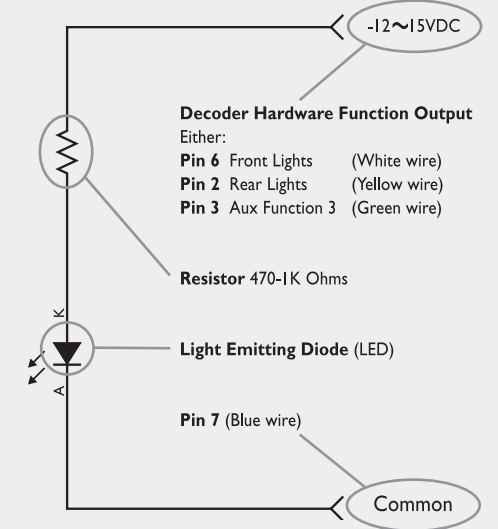 -12~15VDC
Decoder Hardware Function Output
Either:
Pin 6 Front Lights (White wire)
Pin 2 Rear Lights (Yellow wire)
Pin 3 Aux Function 3 (Green wire)
Resistor 470-1K Ohms
K
Light Emitting Diode (LED)
A
Pin 7 (Blue wire)
Common